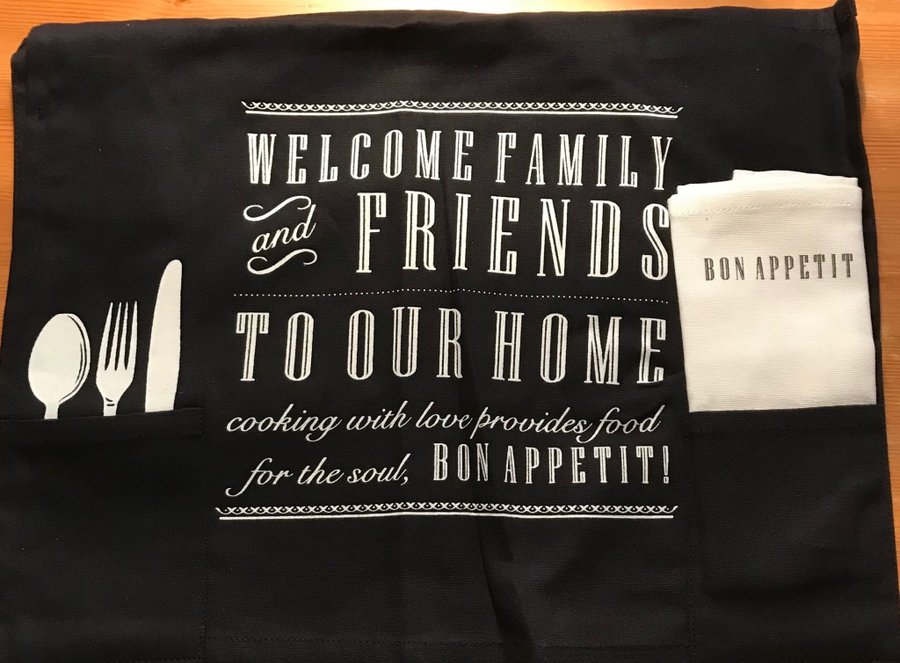 WELCOME FAMILY
and FRIENDS
TO OUR HOME
cooking with love provides food
for the soul, BON APPETIT!
BON APPETIT